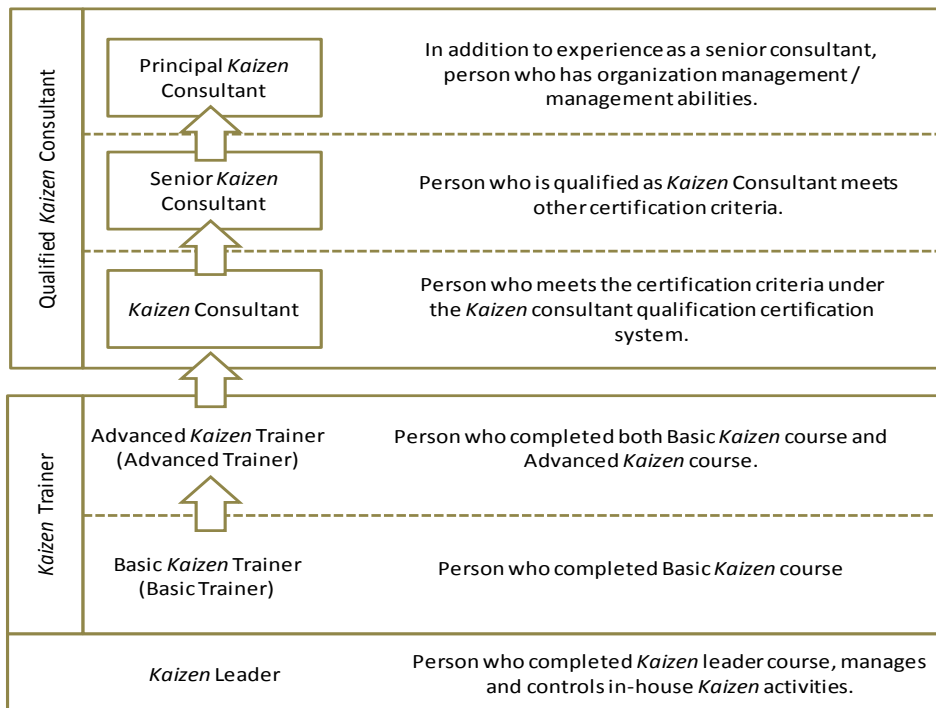 Qualified Kaizen Consultant
Principal Kaizen
Consultant
In addition to experience as a senior consultant,
person who has organization management /
management abilities.
Senior Kaizen
Consultant
Person who is qualified as Kaizen Consultant meets
other certification criteria.
Kaizen Consultant
Person who meets the certification criteria under
the Kaizen consultant qualification certification
system.
Kaizen Trainer
Advanced Kaizen Trainer
(Advanced Trainer)
Person who completed both Basic Kaizen course and
Advanced Kaizen course.
Basic Kaizen Trainer
(Basic Trainer)
Person who completed Basic Kaizen course
Kaizen Leader
Person who completed Kaizen leader course, manages
and controls in-house Kaizen activities.